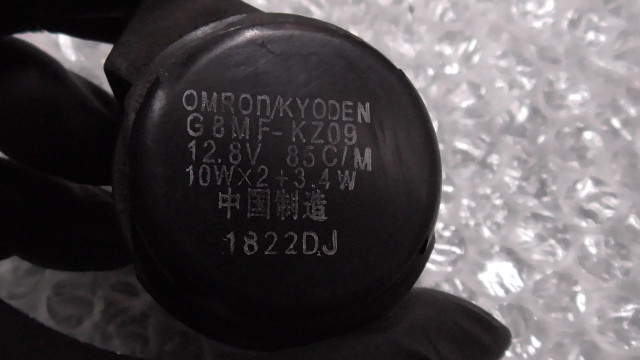 OMRON/KYODEN
G8MF-KZ09
12.8V 85C/M
10W×2+3.4W
中国制造
1822DJ